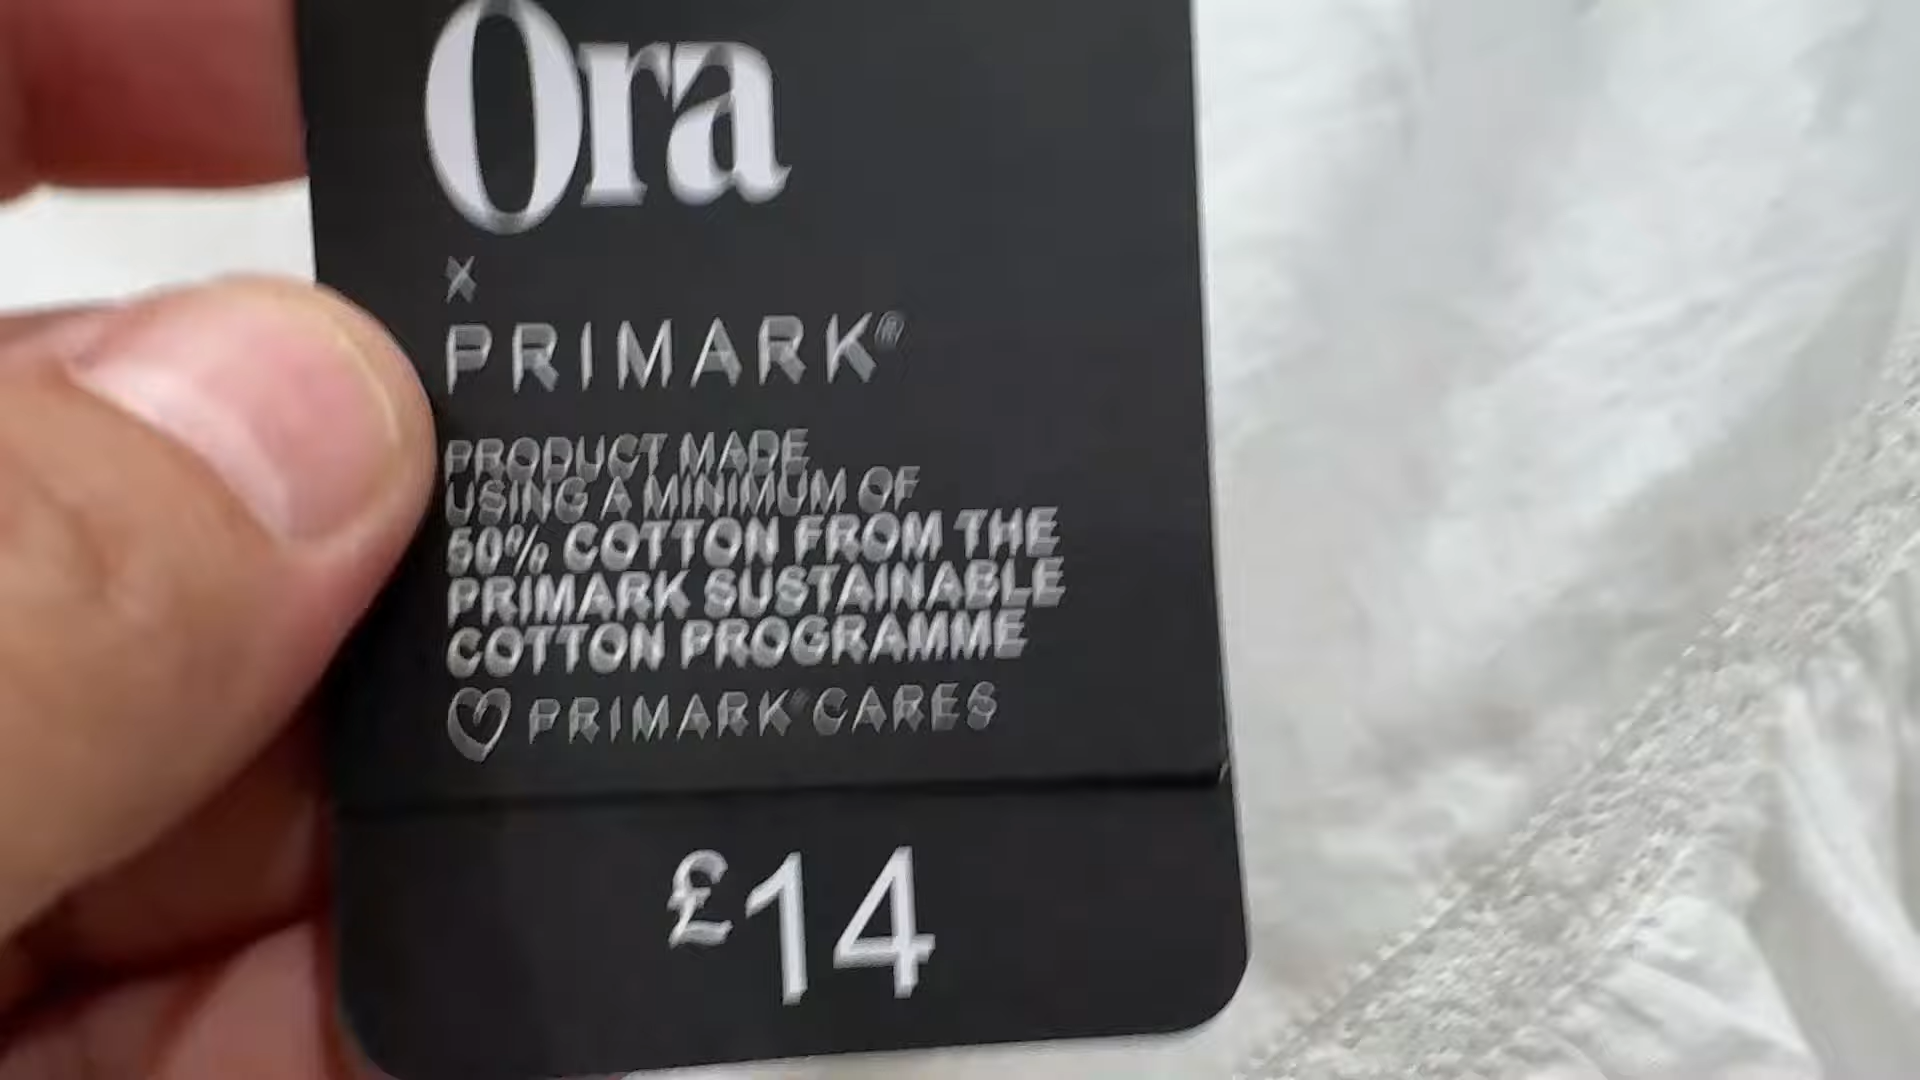 Ora
x
PRIMARK®
PRODUCT MADE
USING A MINIMUM OF
50% COTTON FROM THE
PRIMARK SUSTAINABLE
COTTON PROGRAMME
PRIMARK® CARES
£14